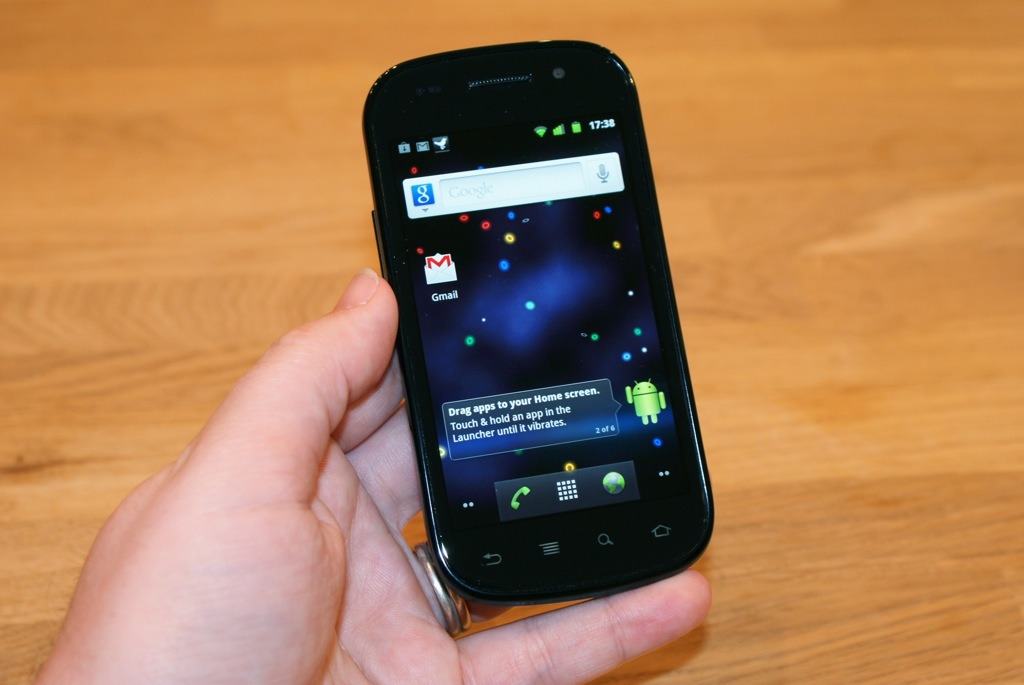 17:38
g Google
Gmail
Drag apps to your Home screen.
Touch & hold an app in the
Launcher until it vibrates.
2 of 6